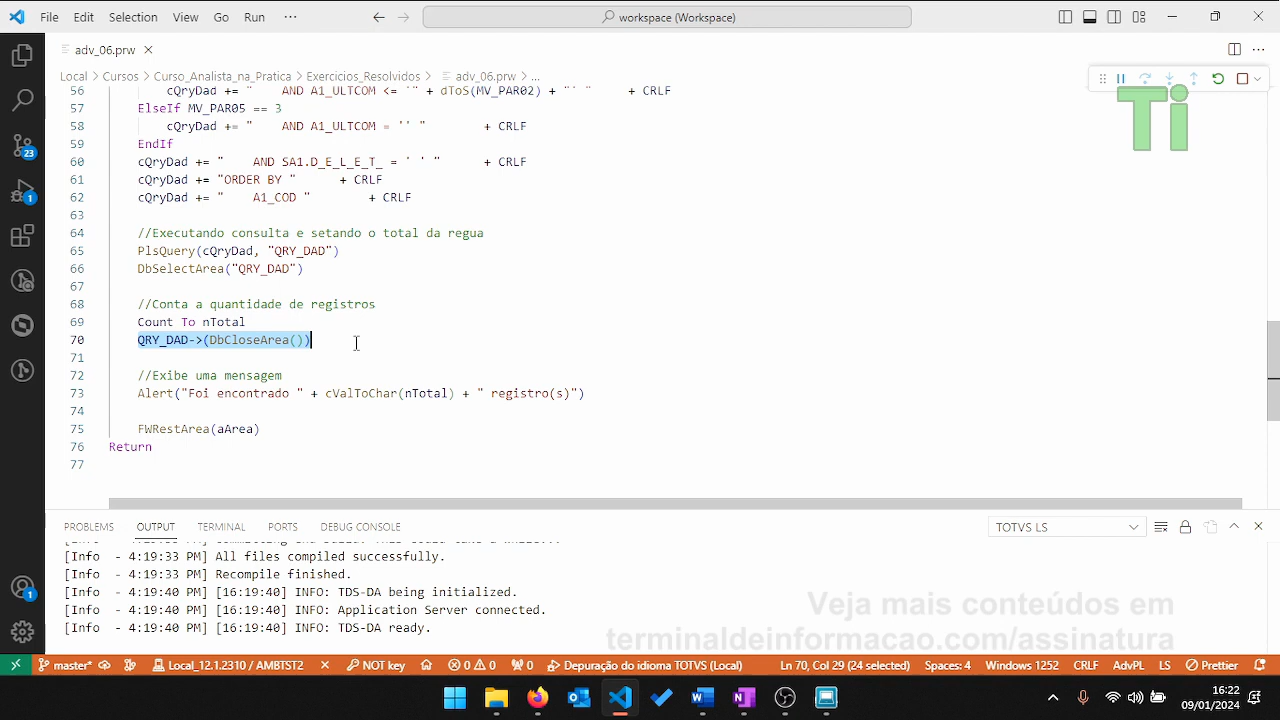 File Edit Selection View Go Run ··· workspace (Workspace)
adv_06.prw
Local > Cursos > Curso_Analista_na_Pratica > Exercicios_Resolvidos > adv_06.prw > ...
56 cQryDad += "    AND A1_ULTCOM <= '" + dToS(MV_PAR02) + "' " + CRLF
57 ElseIf MV_PAR05 == 3
58 cQryDad += "    AND A1_ULTCOM = '' " + CRLF
59 EndIf
60 cQryDad += "    AND SA1.D_E_L_E_T_ = ' ' " + CRLF
61 cQryDad += "ORDER BY " + CRLF
62 cQryDad += "    A1_COD " + CRLF
63
64 //Executando consulta e setando o total da regua
65 PlsQuery(cQryDad, "QRY_DAD")
66 DbSelectArea("QRY_DAD")
67
68 //Conta a quantidade de registros
69 Count To nTotal
70 QRY_DAD->(DbCloseArea())
71
72 //Exibe uma mensagem
73 Alert("Foi encontrado " + cValToChar(nTotal) + " registro(s)")
74
75 FWRestArea(aArea)
76 Return
77
Ti
23
1
1
PROBLEMS OUTPUT TERMINAL PORTS DEBUG CONSOLE TOTVS LS
[Info  - 4:19:33 PM] All files compiled successfully.
[Info  - 4:19:33 PM] Recompile finished.
[Info  - 4:19:40 PM] [16:19:40] INFO: TDS-DA being initialized.
[Info  - 4:19:40 PM] [16:19:40] INFO: Application Server connected.
[Info  - 4:19:40 PM] [16:19:40] INFO: TDS-DA ready.
Veja mais conteúdos em
terminaldeinformacao.com/assinatura
master* Local_12.1.2310 / AMBTST2 NOT key 0 0 0 Depuração do idioma TOTVS (Local) Ln 70, Col 29 (24 selected) Spaces: 4 Windows 1252 CRLF AdvPL LS Prettier
16:22
09/01/2024